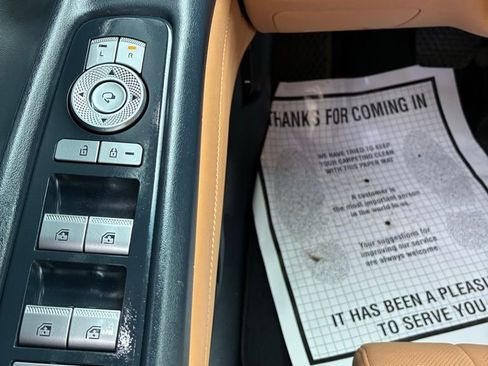 L R
THANKS FOR COMING IN
WE HAVE TRIED TO KEEP
YOUR CARPETING CLEAN
WITH THIS PAPER MAT
A customer is
the most important person
in the world to us.
Your suggestions for
improving our service
are always welcome.
IT HAS BEEN A PLEASU
TO SERVE YOU